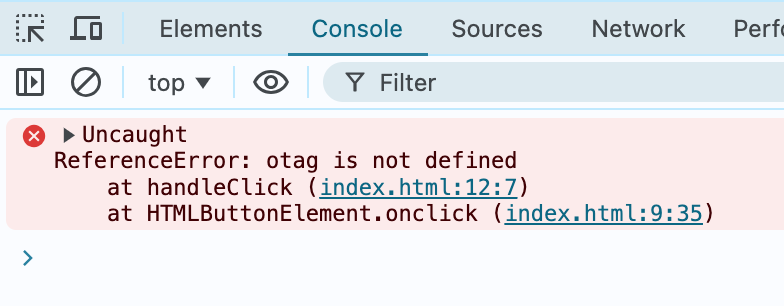 Elements Console Sources Network Perfo
top Filter
Uncaught
ReferenceError: otag is not defined
at handleClick (index.html:12:7)
at HTMLButtonElement.onclick (index.html:9:35)